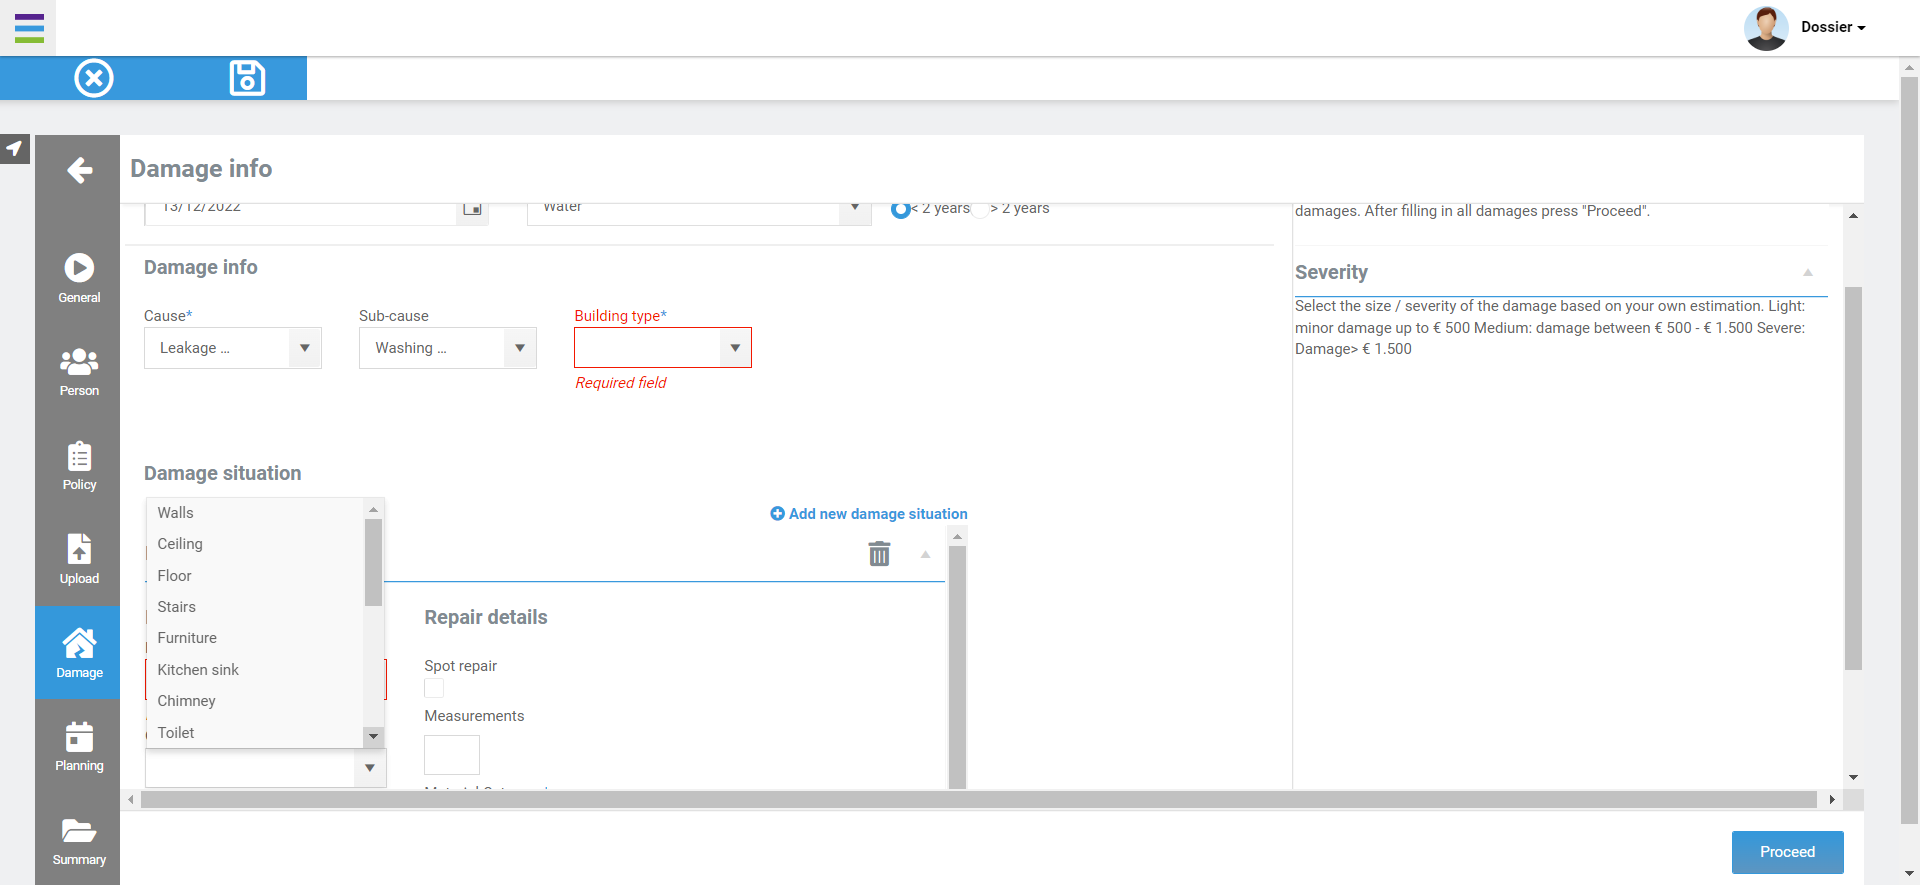 Dossier
Damage info
13/12/2022
Water
< 2 years
> 2 years
damages. After filling in all damages press "Proceed".
General
Person
Policy
Upload
Damage
Planning
Summary
Damage info
Cause*
Sub-cause
Building type*
Leakage ...
Washing ...
Required field
Severity
Select the size / severity of the damage based on your own estimation. Light:
minor damage up to € 500 Medium: damage between € 500 - € 1.500 Severe:
Damage> € 1.500
Damage situation
Add new damage situation
Walls
Ceiling
Floor
Stairs
Furniture
Kitchen sink
Chimney
Toilet
Repair details
Spot repair
Measurements
Proceed